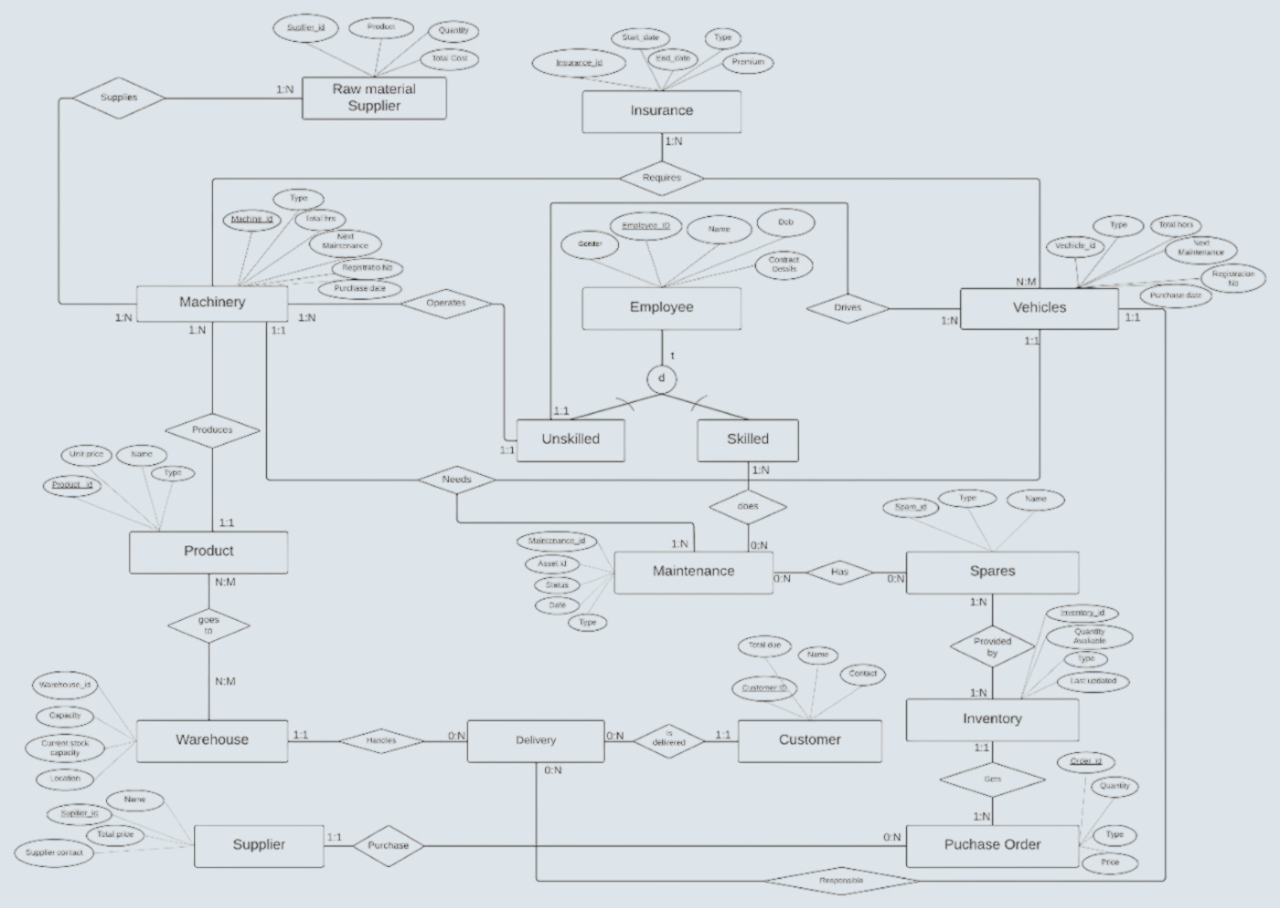 Suplier_id
Product
Quantity
Total Cost
Raw material
Supplier
Supplies
1:N
Start_date
Type
Insurance_id
End_date
Premium
Insurance
1:N
Requires
Type
Machine_id
Total hrs
Next
Maintenance
Registratio No
Purchase date
Machinery
1:N
1:N
1:N
1:1
Operates
Gender
Employee_ID
Name
Dob
Contract
Details
Employee
t
d
Unskilled
Skilled
1:1
1:1
1:N
Drives
Type
Total hors
Vechicle_id
Next
Maintenance
Registration
No
Purchase date
N:M
Vehicles
1:N
1:1
1:1
Produces
Unit price
Name
Type
Product_id
1:1
Product
N:M
goes
to
N:M
Needs
does
1:N
0:N
Maintenance_id
Asset id
Status
Date
Type
Maintenance
0:N
Has
0:N
Type
Name
Spares
1:N
Provided
by
1:N
Inventory_id
Quantity
Available
Type
Last updated
Inventory
1:1
Gets
1:N
Warehouse_id
Capacity
Current stock
capacity
Location
Warehouse
1:1
Handles
0:N
Delivery
0:N
0:N
is
delivered
1:1
Total due
Name
Customer ID
Contact
Customer
Order_id
Quantity
Type
Price
Puchase Order
0:N
Name
Suplier_id
Total price
Supplier contact
Supplier
1:1
Purchase
Responsible